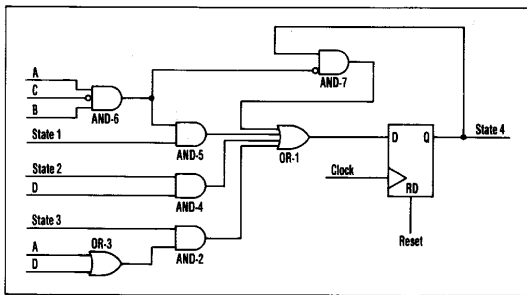 A
C
B
AND-6
AND-7
State 1
AND-5
OR-1
D Q
State 4
State 2
D
AND-4
Clock
RD
State 3
AND-2
Reset
A
OR-3
D